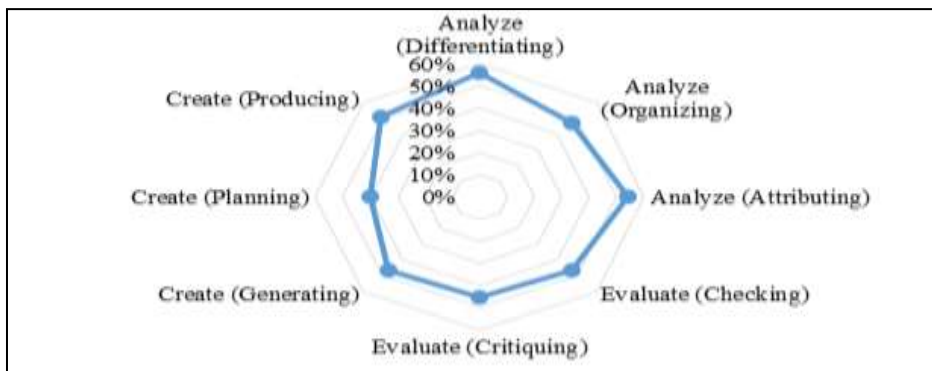 Analyze
(Differentiating)
60%
50%
40%
30%
20%
10%
0%
Analyze
(Organizing)
Analyze (Attributing)
Evaluate (Checking)
Evaluate (Critiquing)
Create (Generating)
Create (Planning)
Create (Producing)